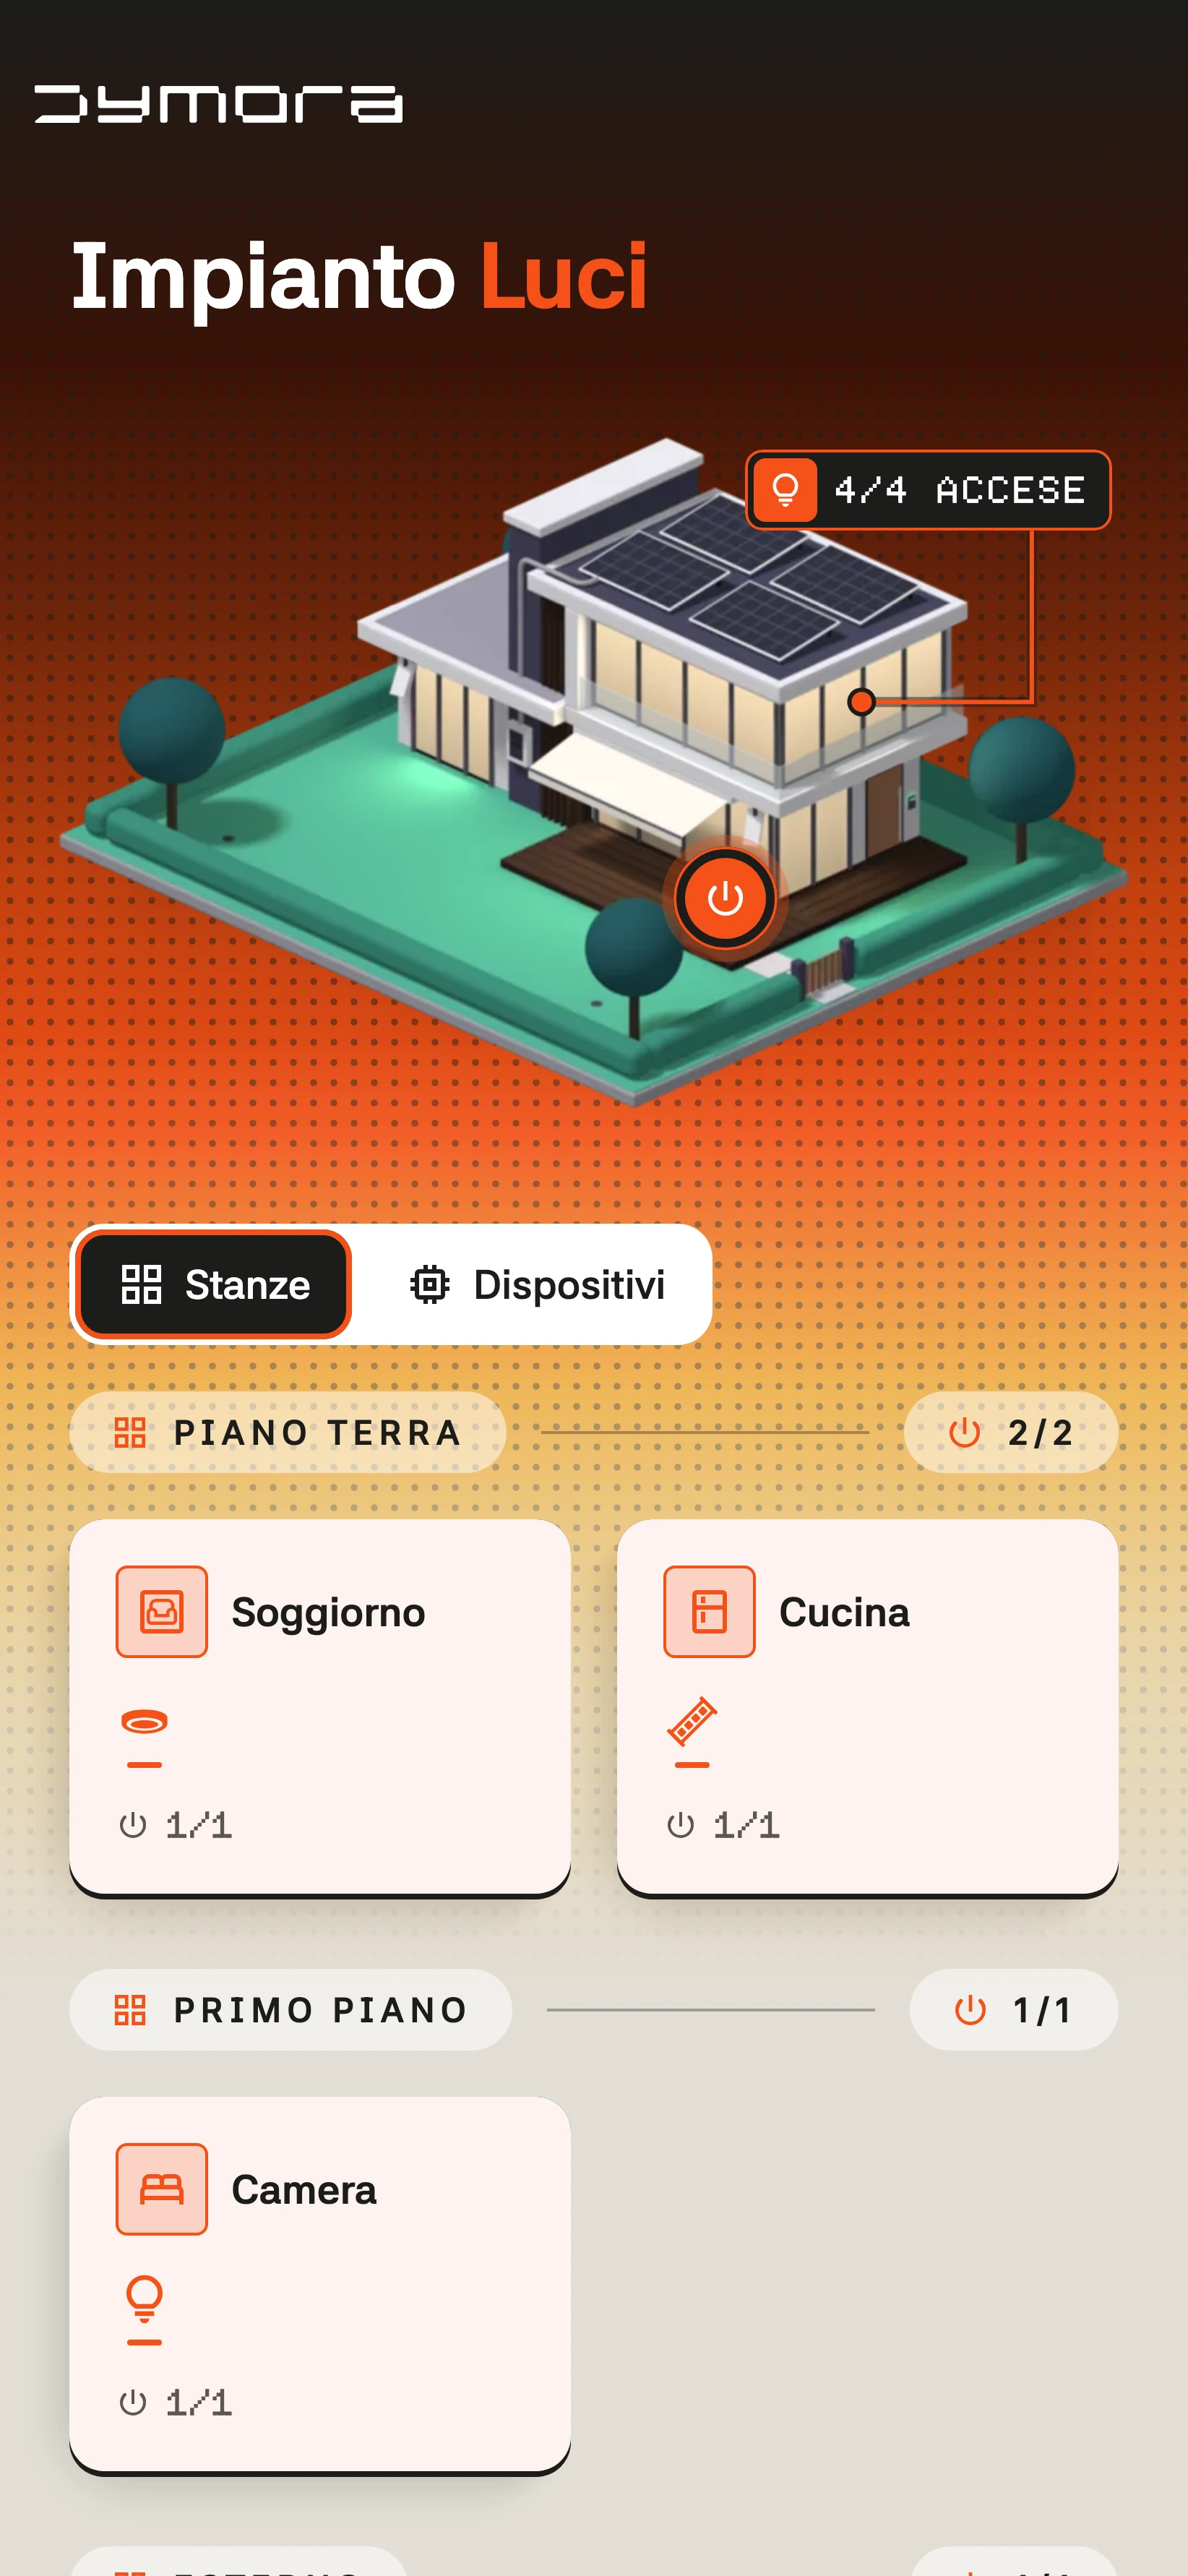 Dymora
Impianto Luci
4/4 ACCESE
Stanze
Dispositivi
PIANO TERRA
2/2
Soggiorno
Cucina
1/1
1/1
PRIMO PIANO
1/1
Camera
1/1